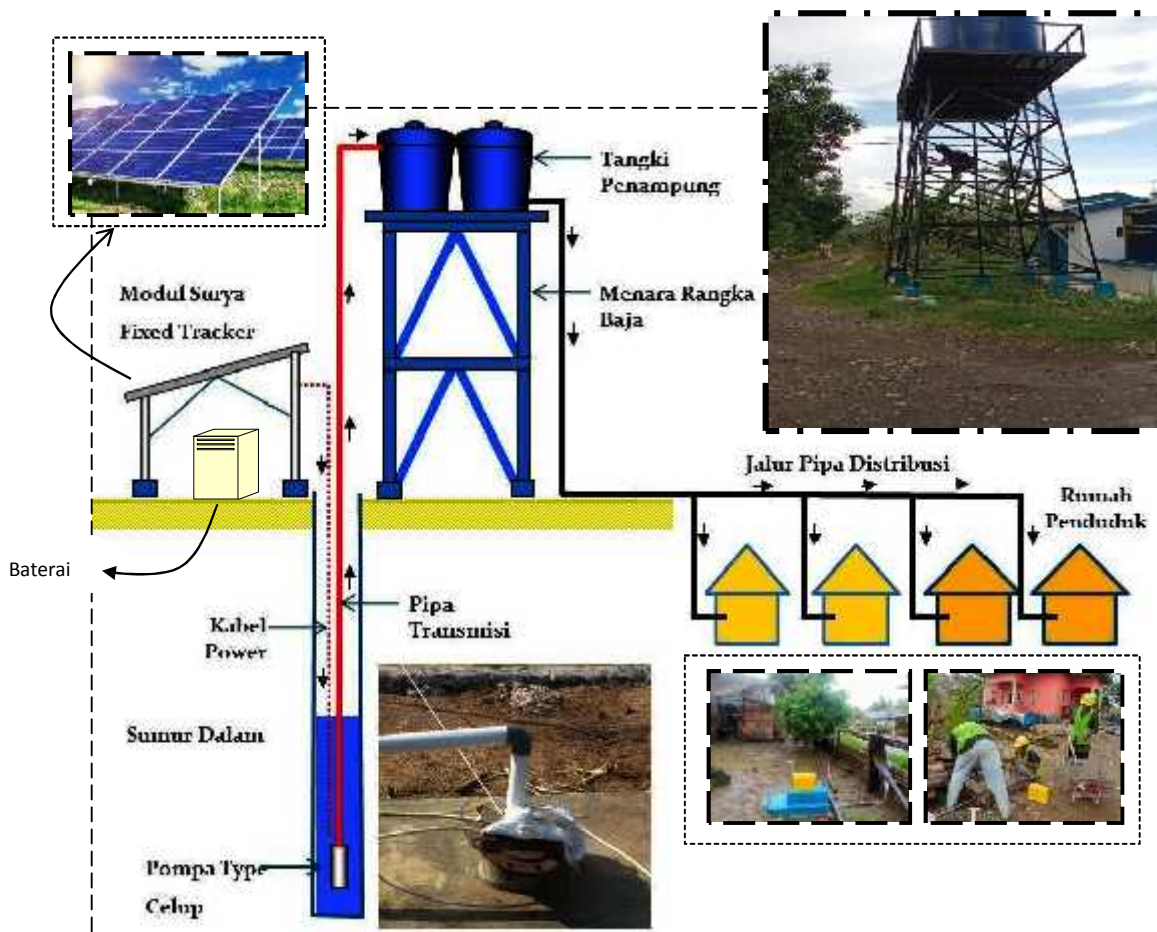 Tangki
Penampung
Modul Surya
Fixed Tracker
Menara Rangka
Baja
Jalur Pipa Distribusi
Rumah
Penduduk
Baterai
Pipa
Transmisi
Kabel
Power
Sumur Dalam
Pompa Type
Celup